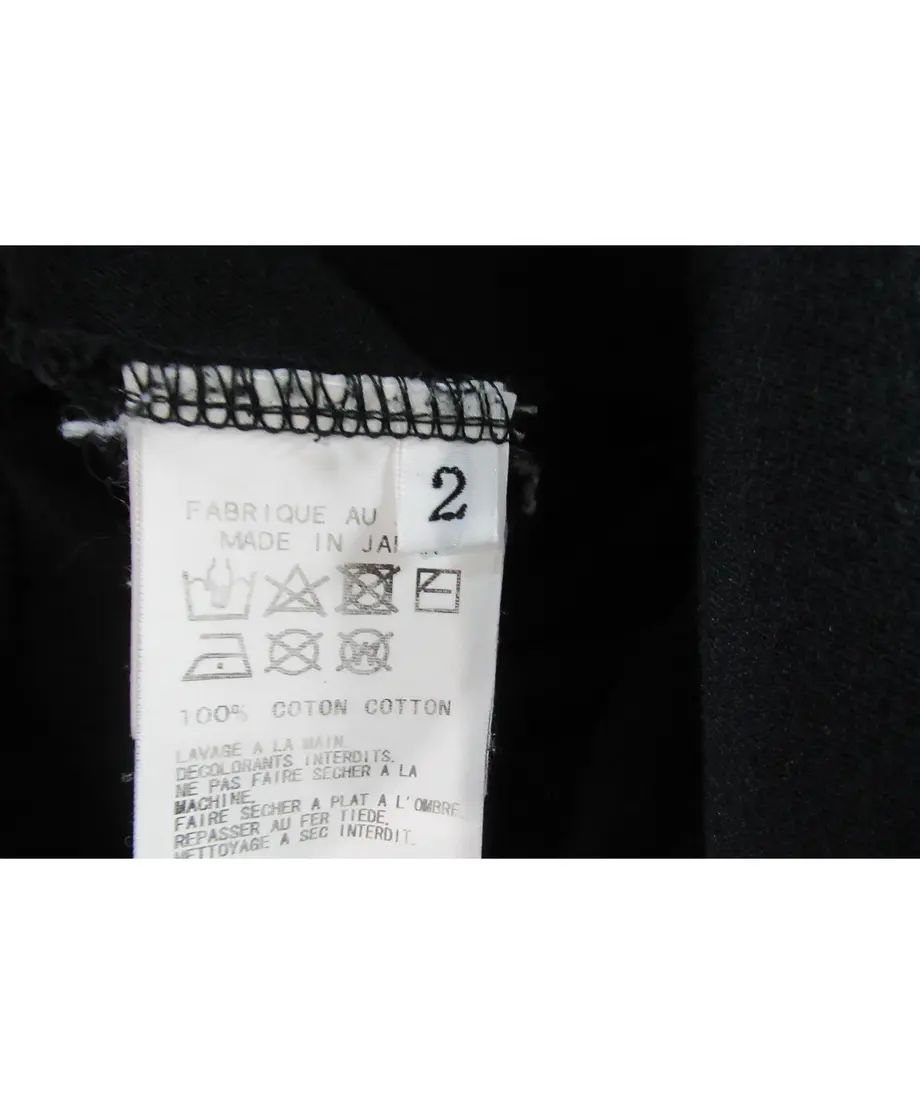 2
FABRIQUE AU
MADE IN
100% COTON COTTON
LAVAGE A LA MAIN.
DECOLORANTS INTERDITS.
NE PAS FAIRE SECHER A LA
MACHINE.
FAIRE SECHER A PLAT A L'OMBRE.
REPASSER AU FER TIEDE.
NETTOYAGE A SEC INTERDIT.